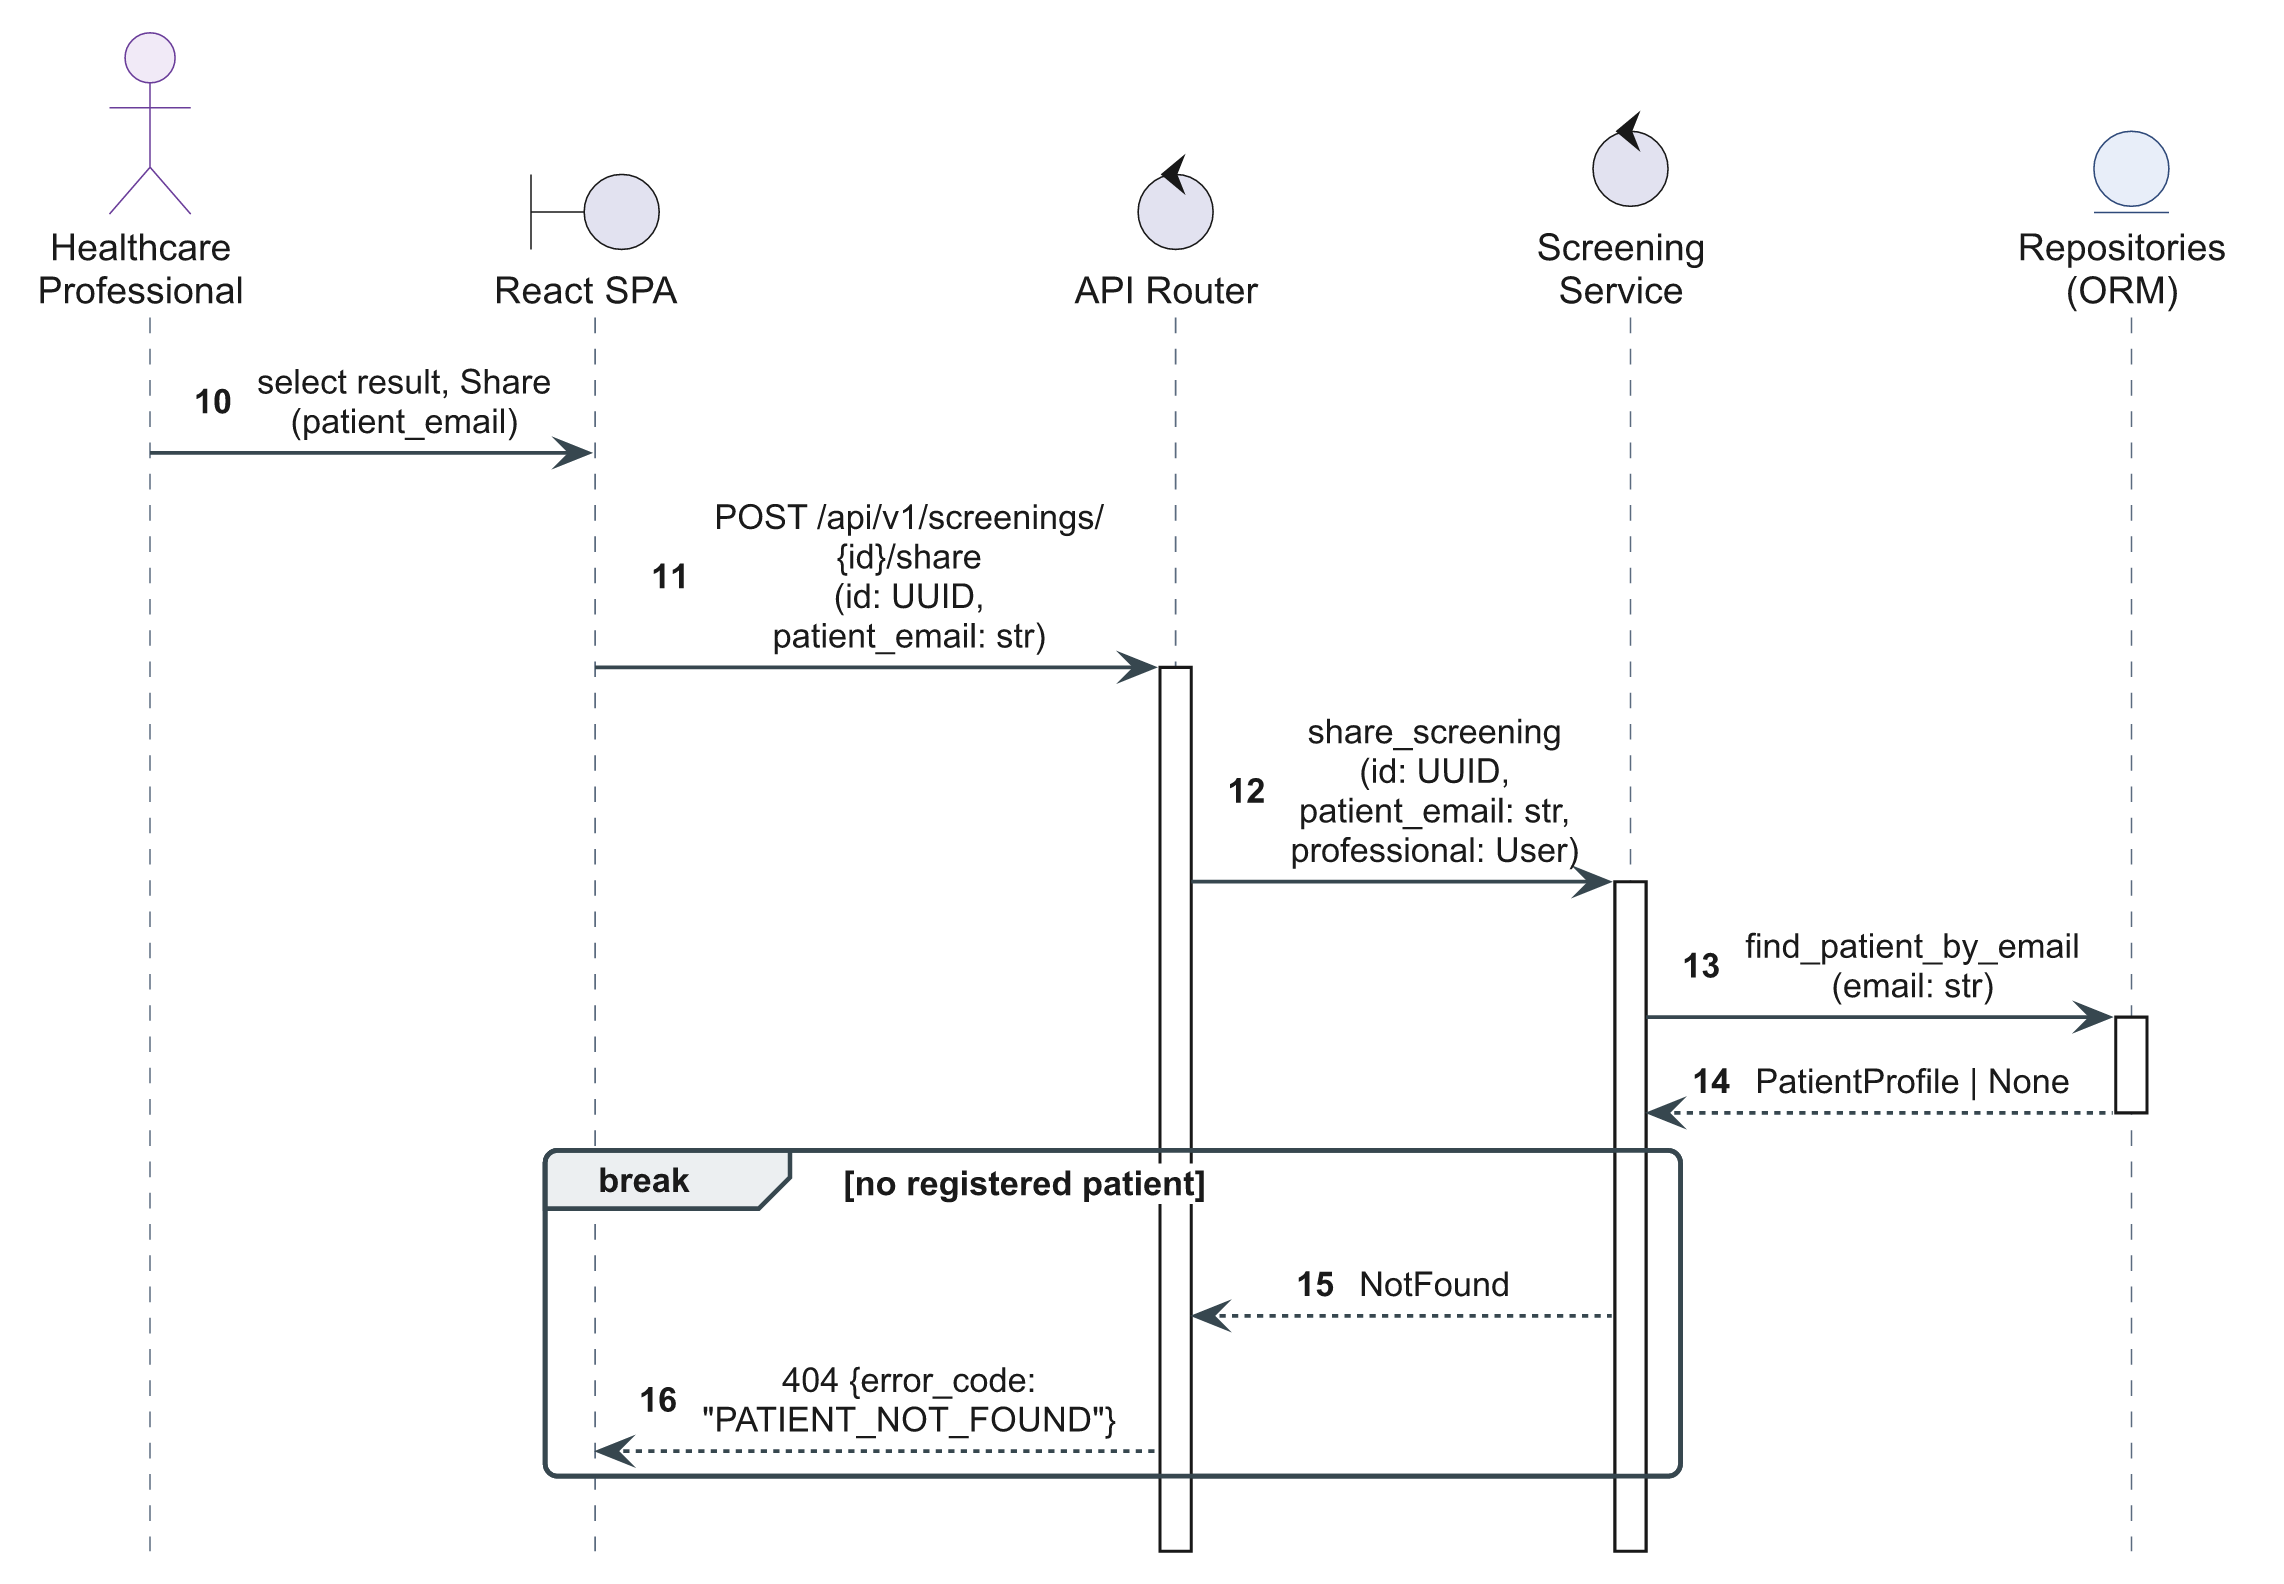 Healthcare
Professional
React SPA
API Router
Screening
Service
Repositories
(ORM)
10
select result, Share
(patient_email)
11
POST /api/v1/screenings/
{id}/share
(id: UUID,
patient_email: str)
12
share_screening
(id: UUID,
patient_email: str,
professional: User)
13
find_patient_by_email
(email: str)
14 PatientProfile | None
break [no registered patient]
15 NotFound
16
404 {error_code:
"PATIENT_NOT_FOUND"}